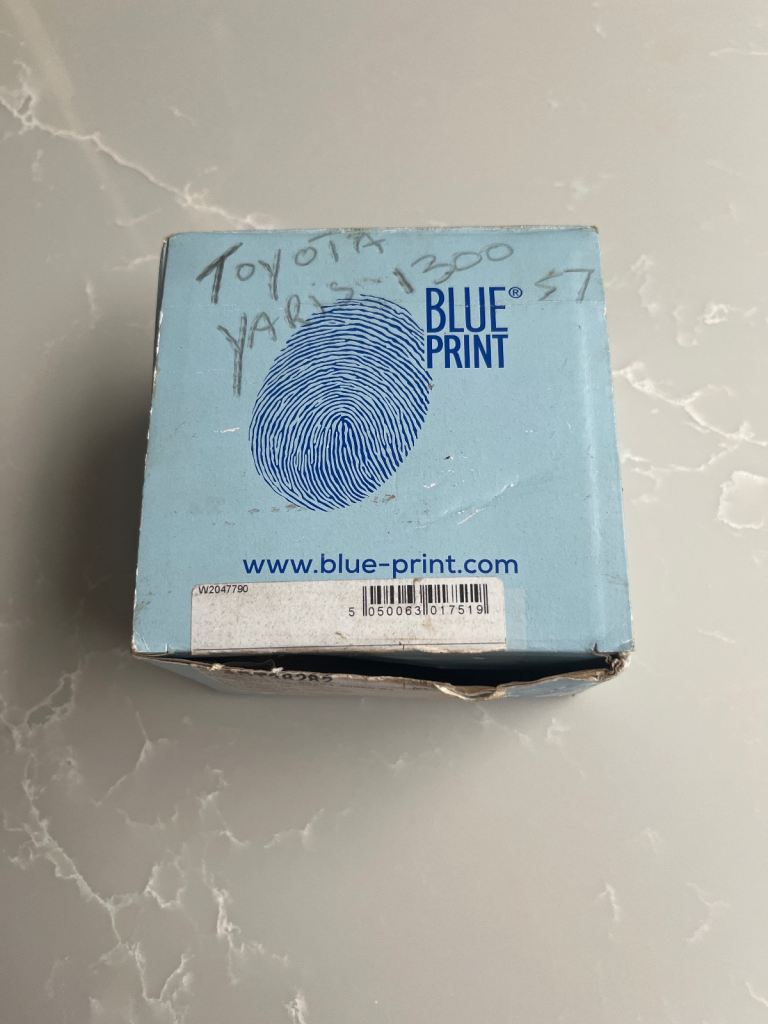 TOYOTA
YARIS-1300 57
BLUE®
PRINT
www.blue-print.com
W2047790
5 050063 017519